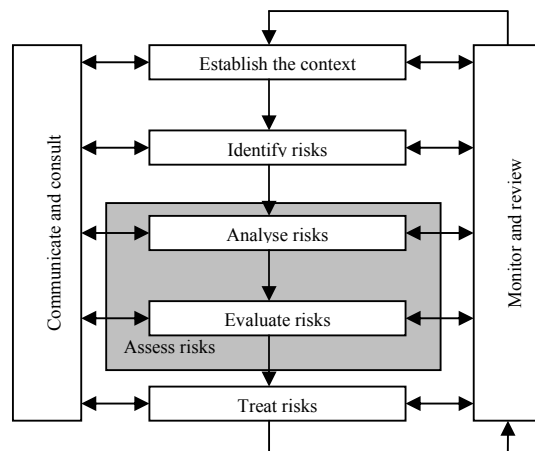 Establish the context
Identify risks
Analyse risks
Evaluate risks
Assess risks
Treat risks
Communicate and consult
Monitor and review